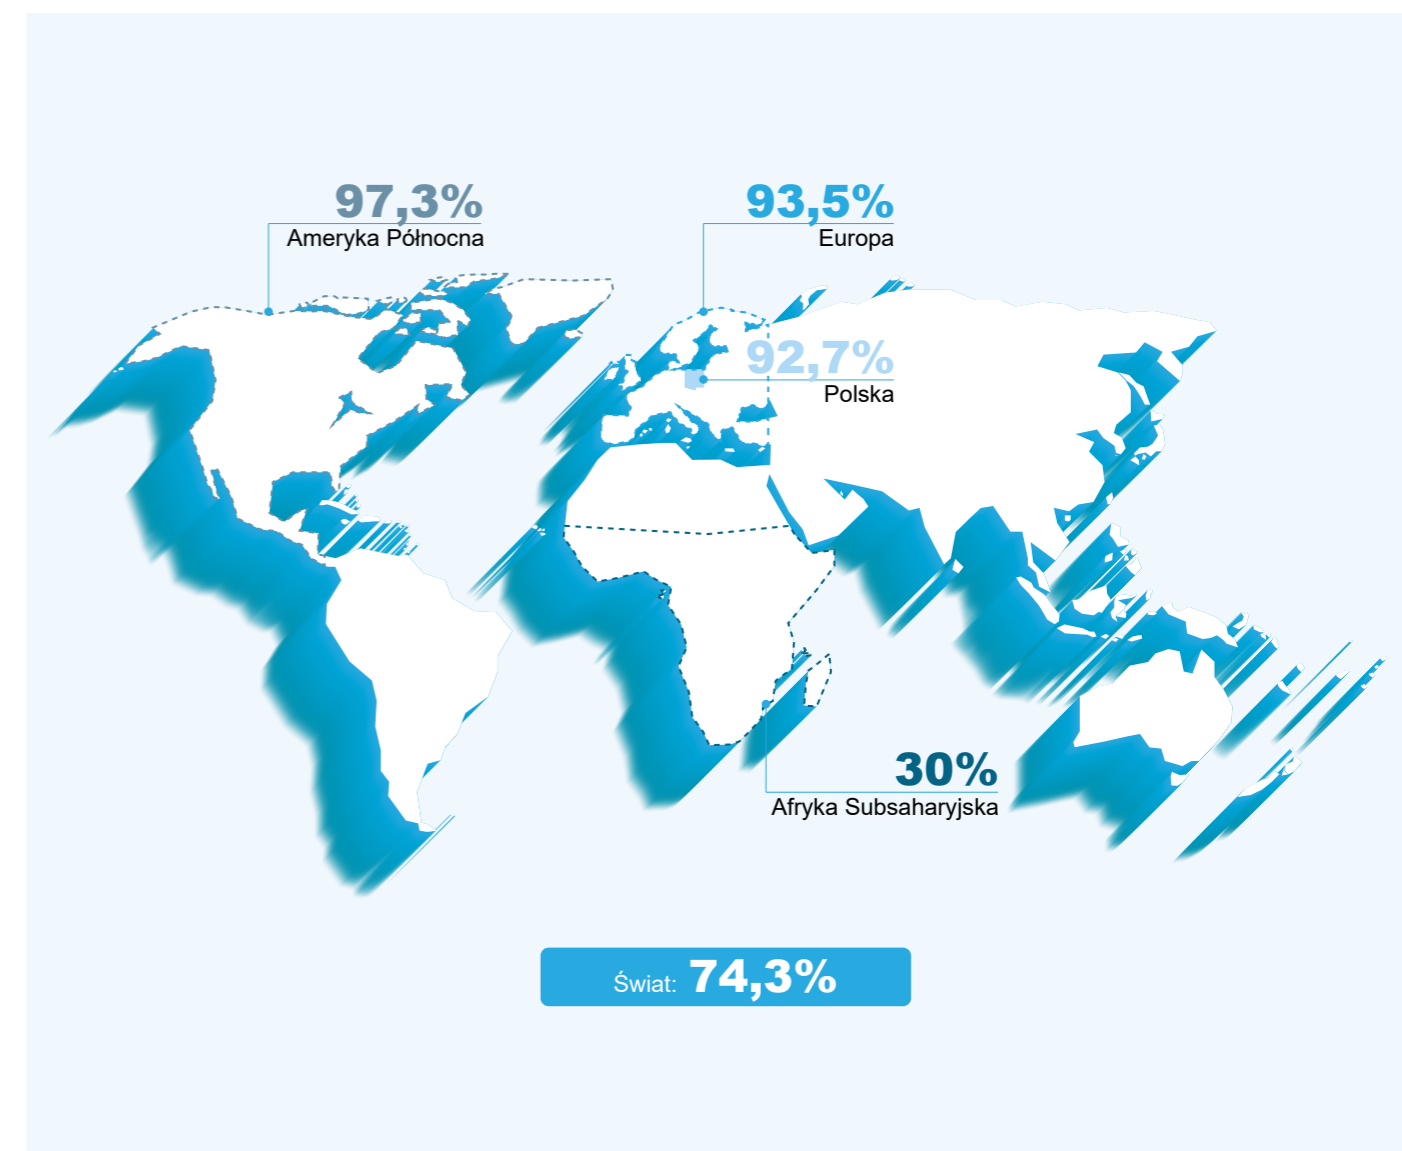 97,3%
Ameryka Północna
93,5%
Europa
92,7%
Polska
30%
Afryka Subsaharyjska
Świat: 74,3%